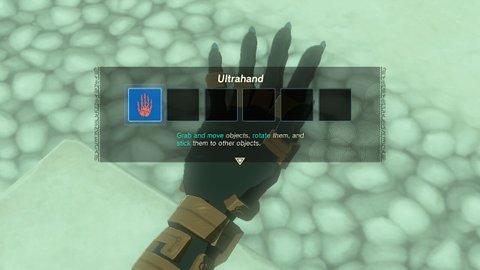 Ultrahand
Grab and move objects, rotate them, and
stick them to other objects.